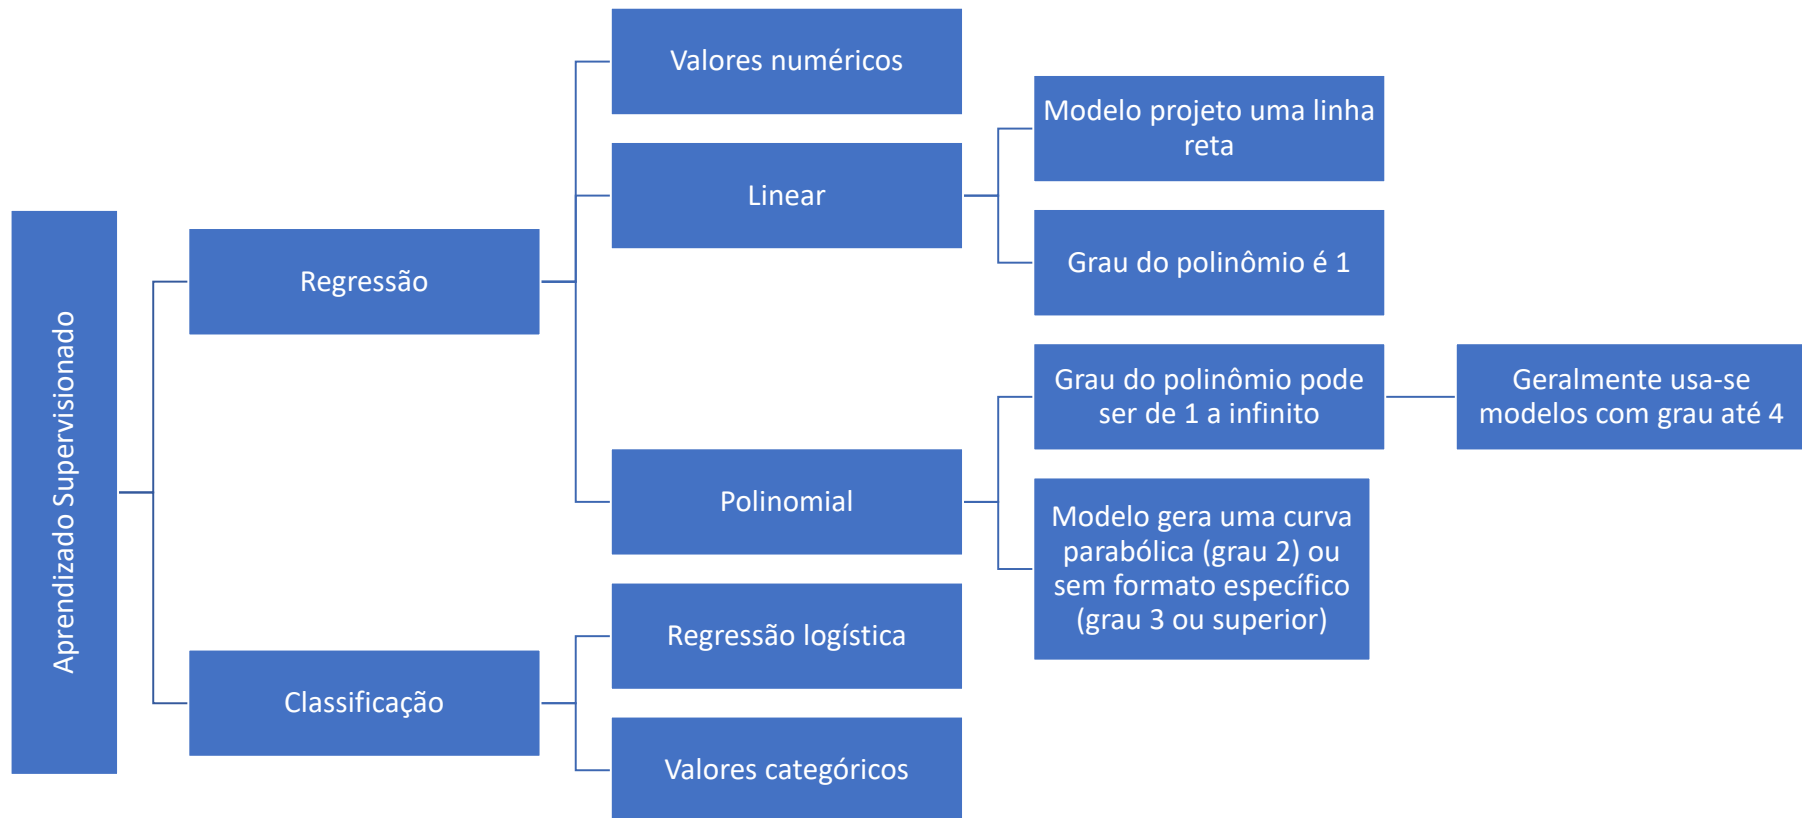 Aprendizado Supervisionado
Regressão
Valores numéricos
Linear
Modelo projeto uma linha
reta
Grau do polinômio é 1
Polinomial
Grau do polinômio pode
ser de 1 a infinito
Geralmente usa-se
modelos com grau até 4
Modelo gera uma curva
parabólica (grau 2) ou
sem formato específico
(grau 3 ou superior)
Classificação
Regressão logística
Valores categóricos